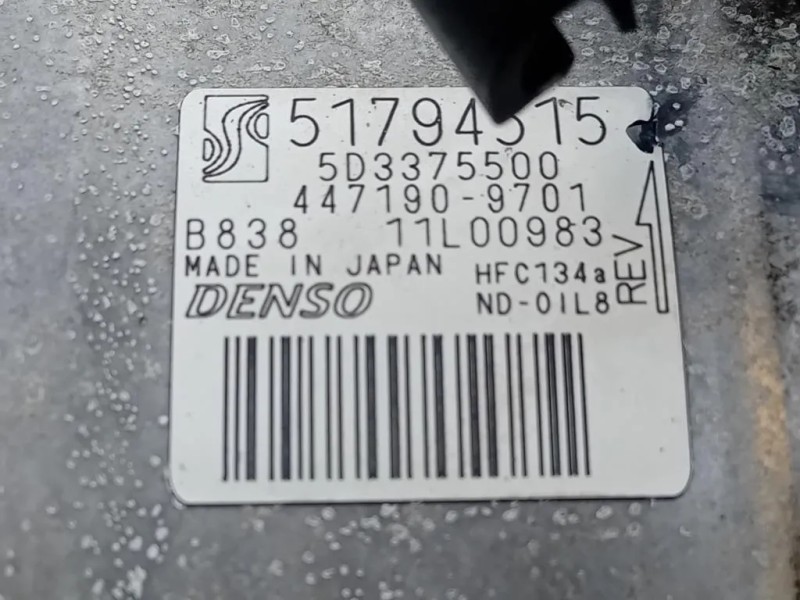 51794515
5D3375500
447190-9701
B838 11L00983
MADE IN JAPAN HFC134a
DENSO ND-OIL8
REV